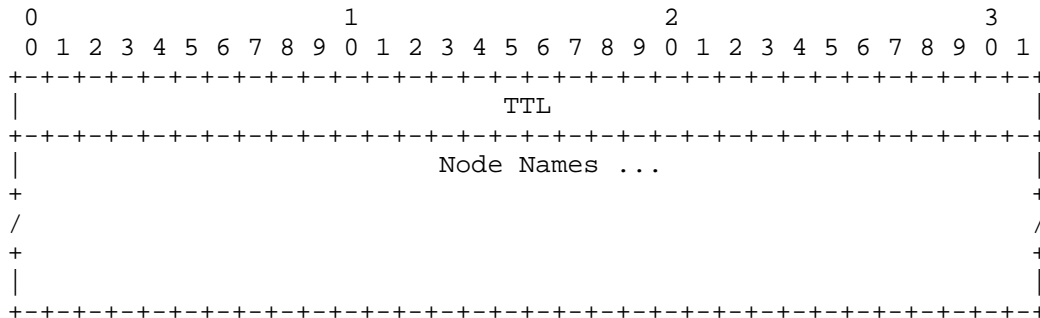 0                   1                   2                   3
 0 1 2 3 4 5 6 7 8 9 0 1 2 3 4 5 6 7 8 9 0 1 2 3 4 5 6 7 8 9 0 1
+-+-+-+-+-+-+-+-+-+-+-+-+-+-+-+-+-+-+-+-+-+-+-+-+-+-+-+-+-+-+-+-+
|                              TTL                              |
+-+-+-+-+-+-+-+-+-+-+-+-+-+-+-+-+-+-+-+-+-+-+-+-+-+-+-+-+-+-+-+-+
|                          Node Names ...                       |
+                                                               +
/                                                               /
+                                                               +
|                                                               |
+-+-+-+-+-+-+-+-+-+-+-+-+-+-+-+-+-+-+-+-+-+-+-+-+-+-+-+-+-+-+-+-+